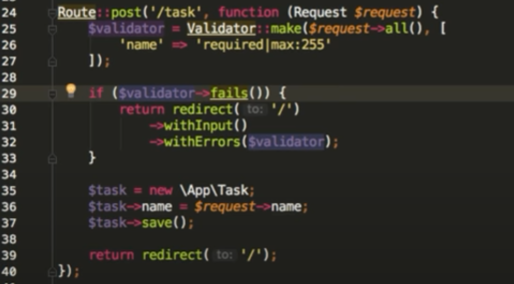 24 Route::post('/task', function (Request $request) {
25 $validator = Validator::make($request->all(), [
26 'name' => 'required|max:255'
27 ]);
28
29 if ($validator->fails()) {
30 return redirect( to: '/')
31 ->withInput()
32 ->withErrors($validator);
33 }
34
35 $task = new \App\Task;
36 $task->name = $request->name;
37 $task->save();
38
39 return redirect( to: '/');
40 });